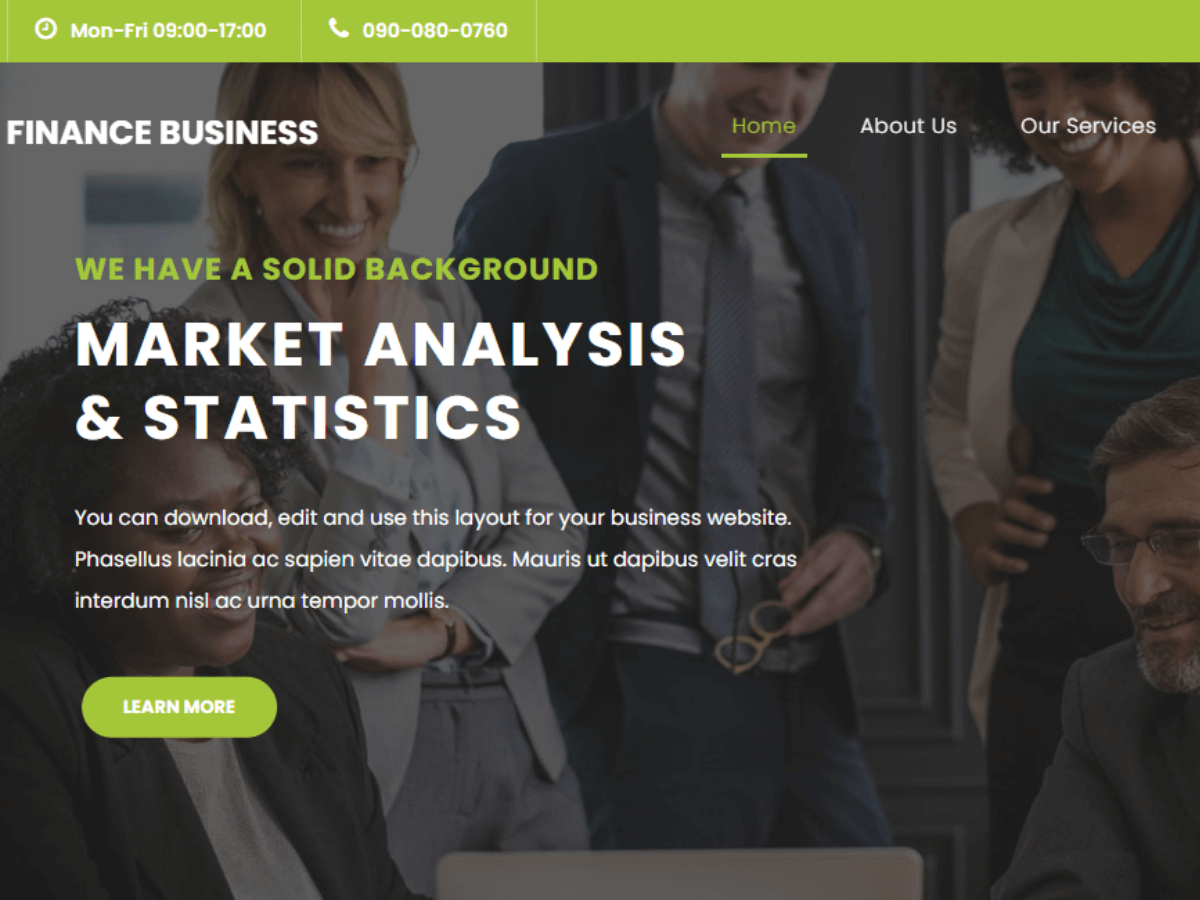 Mon-Fri 09:00-17:00
090-080-0760
FINANCE BUSINESS
Home
About Us
Our Services
WE HAVE A SOLID BACKGROUND
MARKET ANALYSIS
& STATISTICS
You can download, edit and use this layout for your business website.
Phasellus lacinia ac sapien vitae dapibus. Mauris ut dapibus velit cras
interdum nisl ac urna tempor mollis.
LEARN MORE